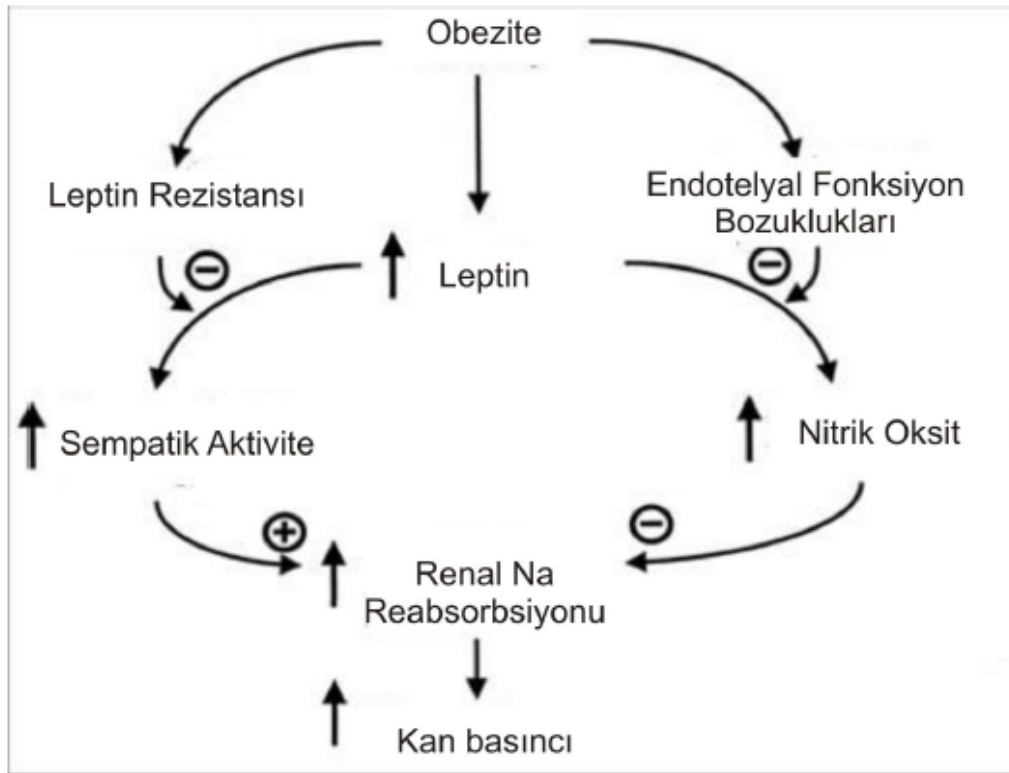 Obezite
Leptin Rezistansı
Endotelyal Fonksiyon
Bozuklukları
Leptin
Sempatik Aktivite
Nitrik Oksit
Renal Na
Reabsorbsiyonu
Kan basıncı